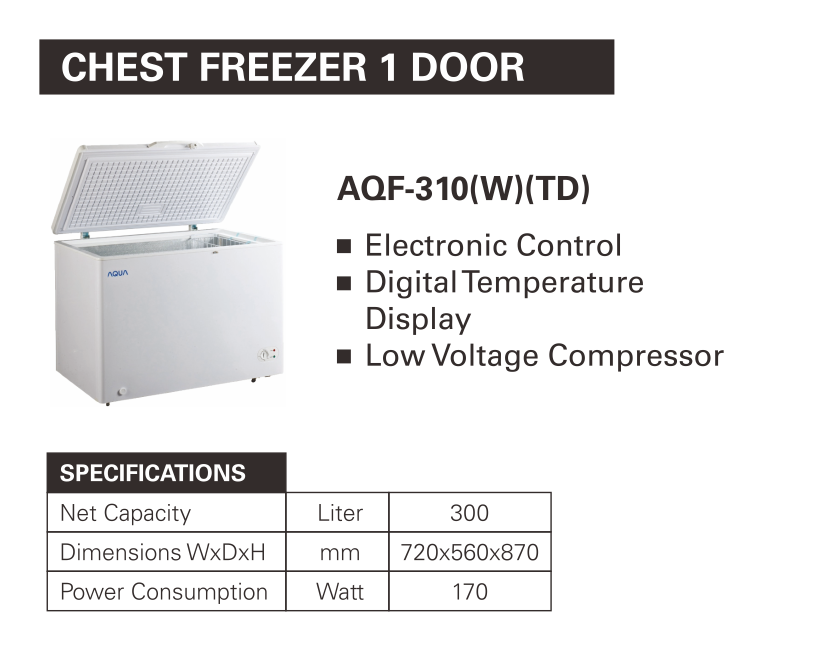 CHEST FREEZER 1 DOOR
AQUA
AQF-310(W)(TD)
■ Electronic Control
■ Digital Temperature
Display
■ Low Voltage Compressor
SPECIFICATIONS
Net Capacity Liter 300
Dimensions WxDxH mm 720x560x870
Power Consumption Watt 170